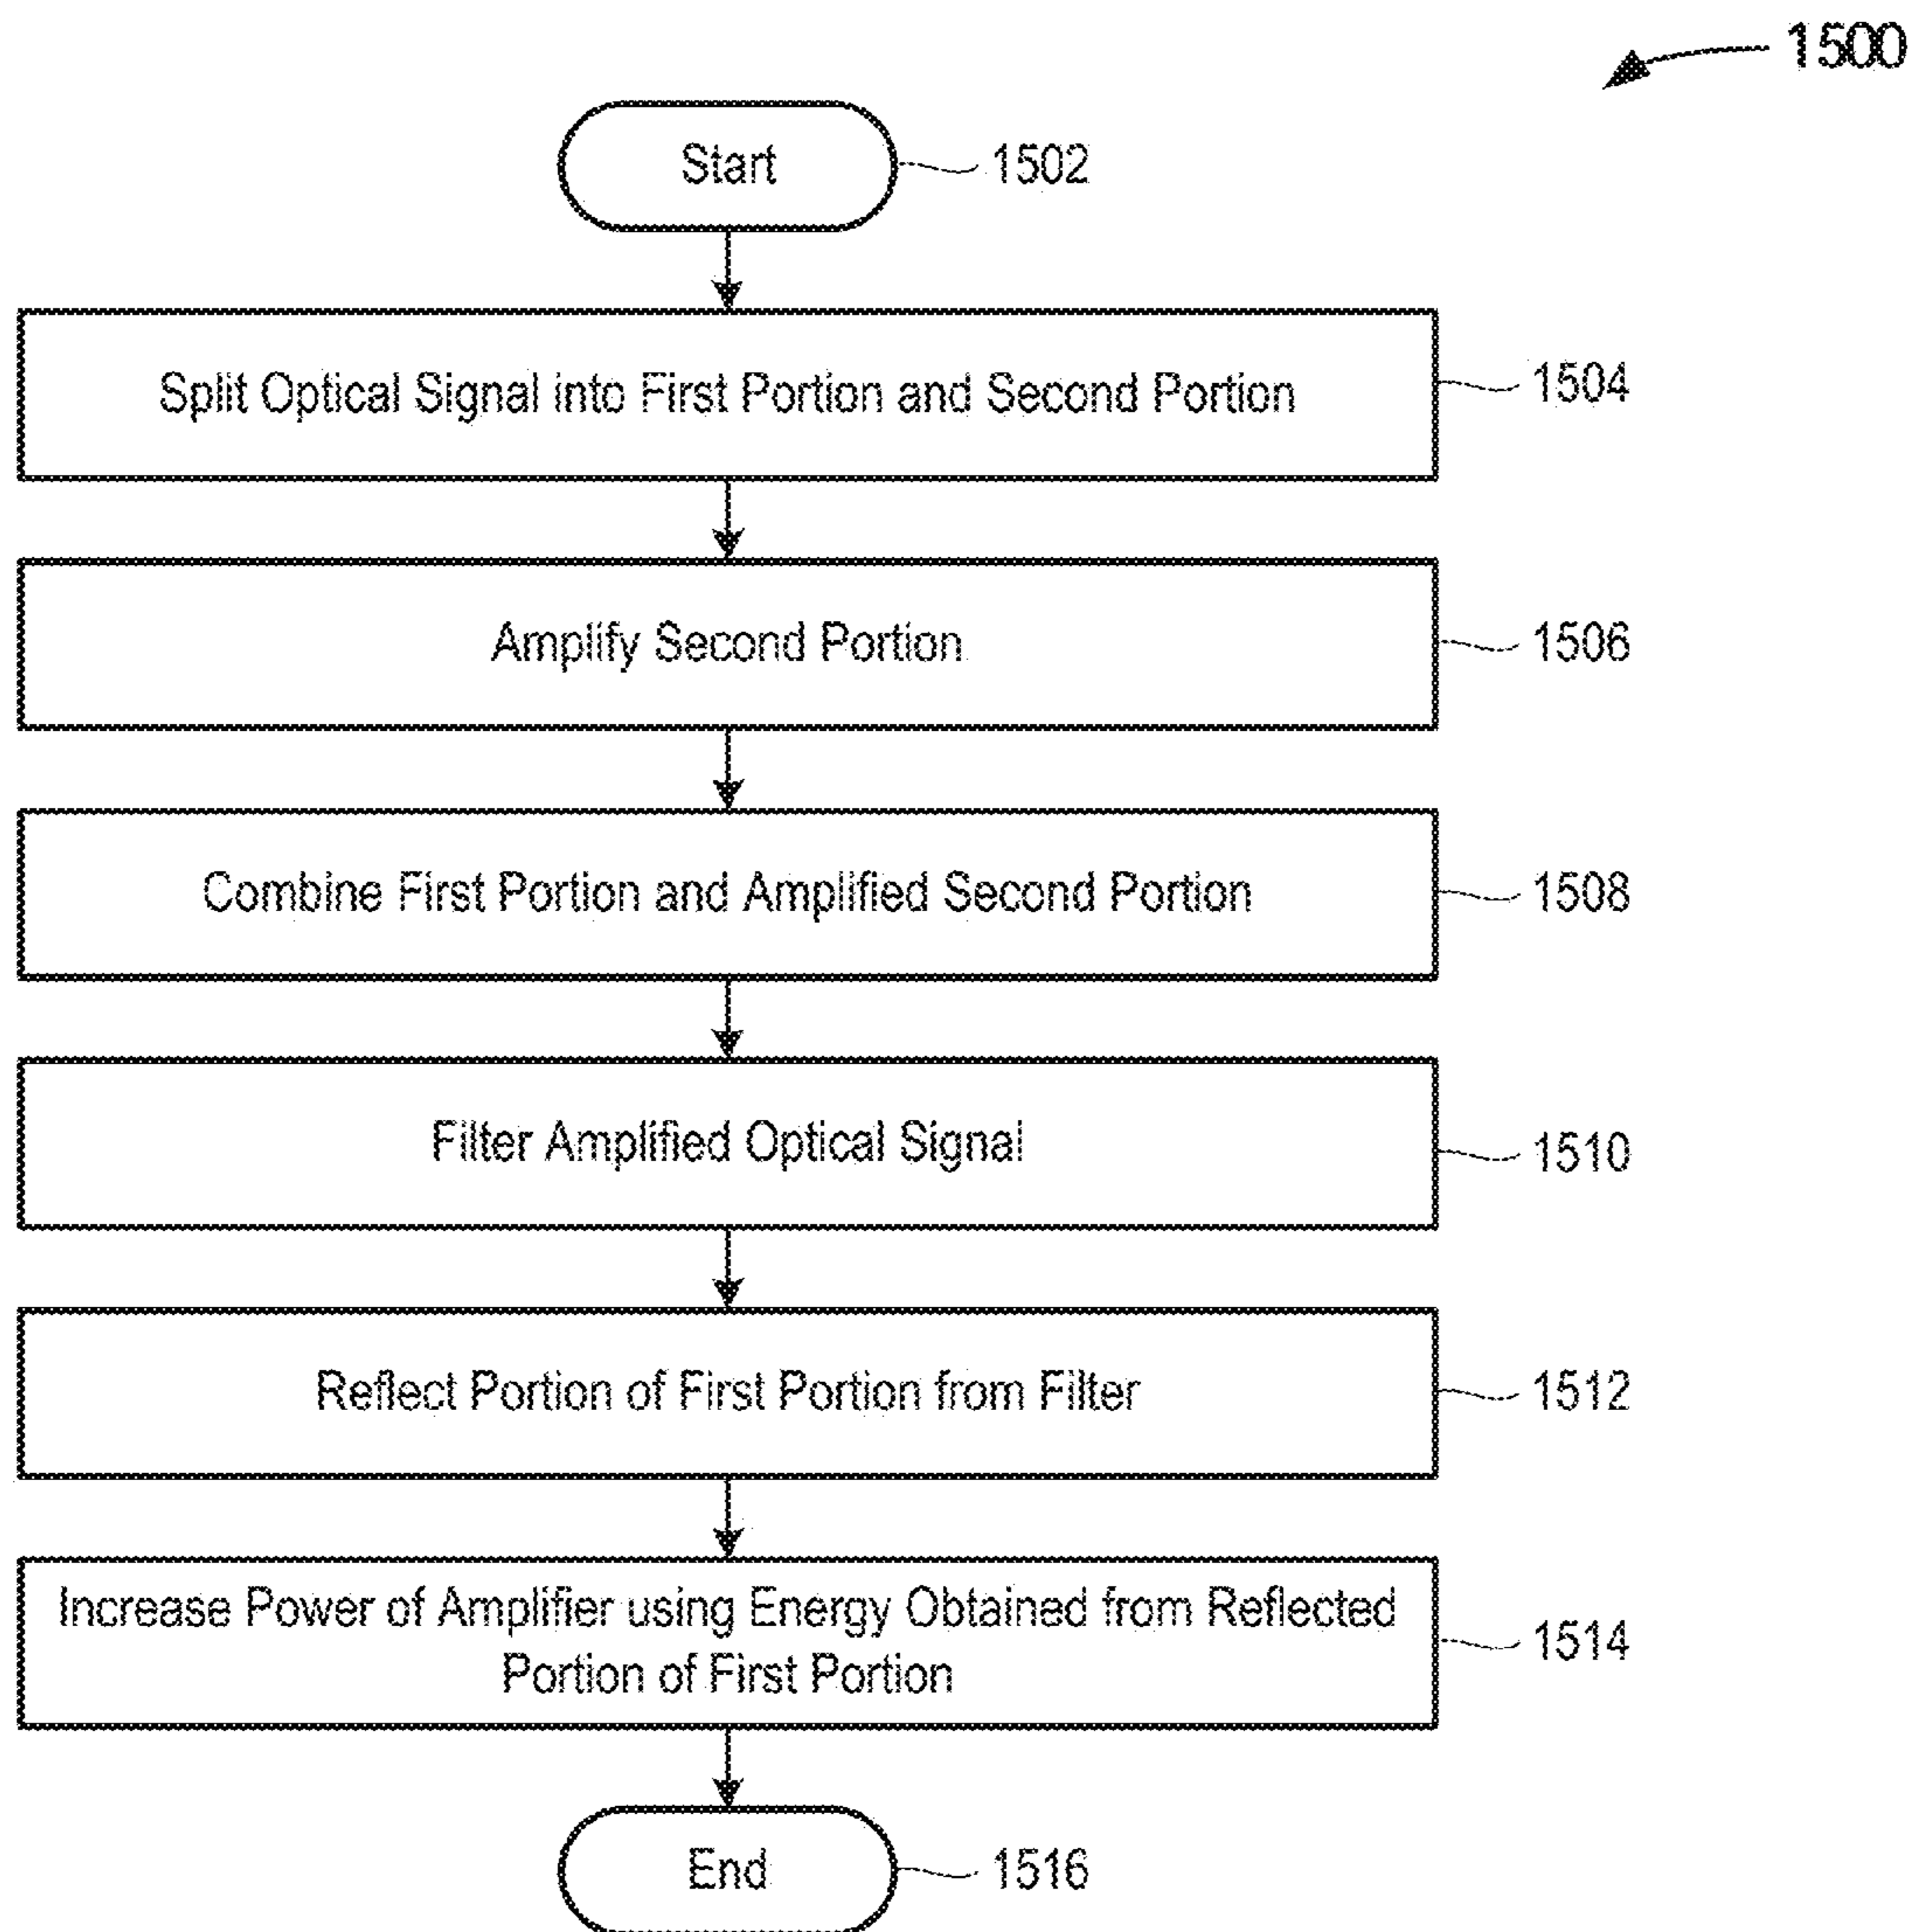 1500
Start
1502
Split Optical Signal into First Portion and Second Portion
1504
Amplify Second Portion
1506
Combine First Portion and Amplified Second Portion
1508
Filter Amplified Optical Signal
1510
Reflect Portion of First Portion from Filter
1512
Increase Power of Amplifier using Energy Obtained from Reflected
Portion of First Portion
1514
End
1516